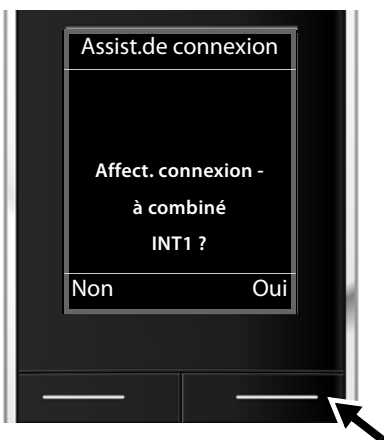 Assist.de connexion
Affect. connexion -
à combiné
INT1 ?
Non Oui